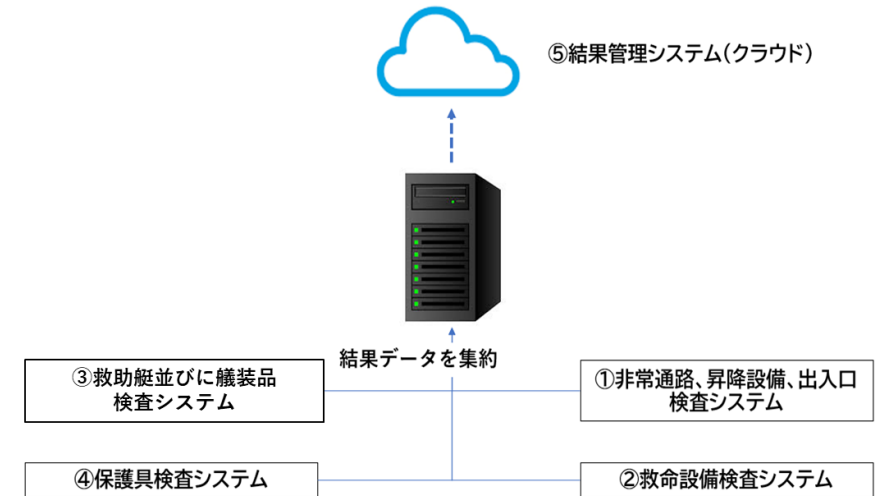 ⑤結果管理システム(クラウド)
結果データを集約
③救助艇並びに艤装品
検査システム
①非常通路、昇降設備、出入口
検査システム
④保護具検査システム
②救命設備検査システム